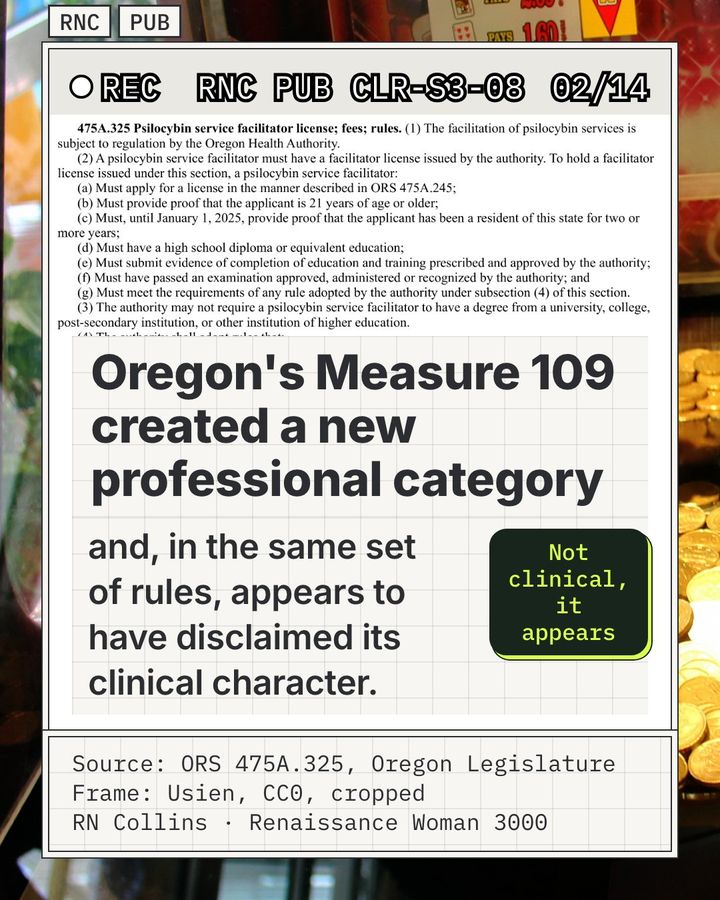 PAYS 1.60
RNC PUB
REC RNC PUB CLR-S3-08 02/14
475A.325 Psilocybin service facilitator license; fees; rules. (1) The facilitation of psilocybin services is
subject to regulation by the Oregon Health Authority.
(2) A psilocybin service facilitator must have a facilitator license issued by the authority. To hold a facilitator
license issued under this section, a psilocybin service facilitator:
(a) Must apply for a license in the manner described in ORS 475A.245;
(b) Must provide proof that the applicant is 21 years of age or older;
(c) Must, until January 1, 2025, provide proof that the applicant has been a resident of this state for two or
more years;
(d) Must have a high school diploma or equivalent education;
(e) Must submit evidence of completion of education and training prescribed and approved by the authority;
(f) Must have passed an examination approved, administered or recognized by the authority; and
(g) Must meet the requirements of any rule adopted by the authority under subsection (4) of this section.
(3) The authority may not require a psilocybin service facilitator to have a degree from a university, college,
post-secondary institution, or other institution of higher education.
Oregon's Measure 109
created a new
professional category
and, in the same set
of rules, appears to
have disclaimed its
clinical character.
Not
clinical,
it
appears
Source: ORS 475A.325, Oregon Legislature
Frame: Usien, CC0, cropped
RN Collins · Renaissance Woman 3000